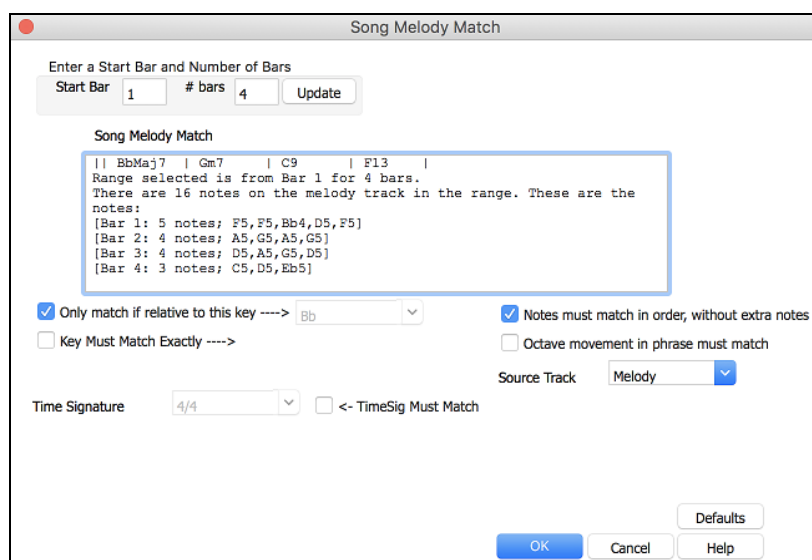 Song Melody Match
Enter a Start Bar and Number of Bars
Start Bar 1 # bars 4 Update
Song Melody Match
|| BbMaj7 | Gm7 | C9 | F13 |
Range selected is from Bar 1 for 4 bars.
There are 16 notes on the melody track in the range. These are the
notes:
[Bar 1: 5 notes; F5,F5,Bb4,D5,F5]
[Bar 2: 4 notes; A5,G5,A5,G5]
[Bar 3: 4 notes; D5,A5,G5,D5]
[Bar 4: 3 notes; C5,D5,Eb5]
Only match if relative to this key ----> Bb
Notes must match in order, without extra notes
Key Must Match Exactly ---->
Octave movement in phrase must match
Source Track Melody
Time Signature 4/4 <- TimeSig Must Match
Defaults
OK Cancel Help